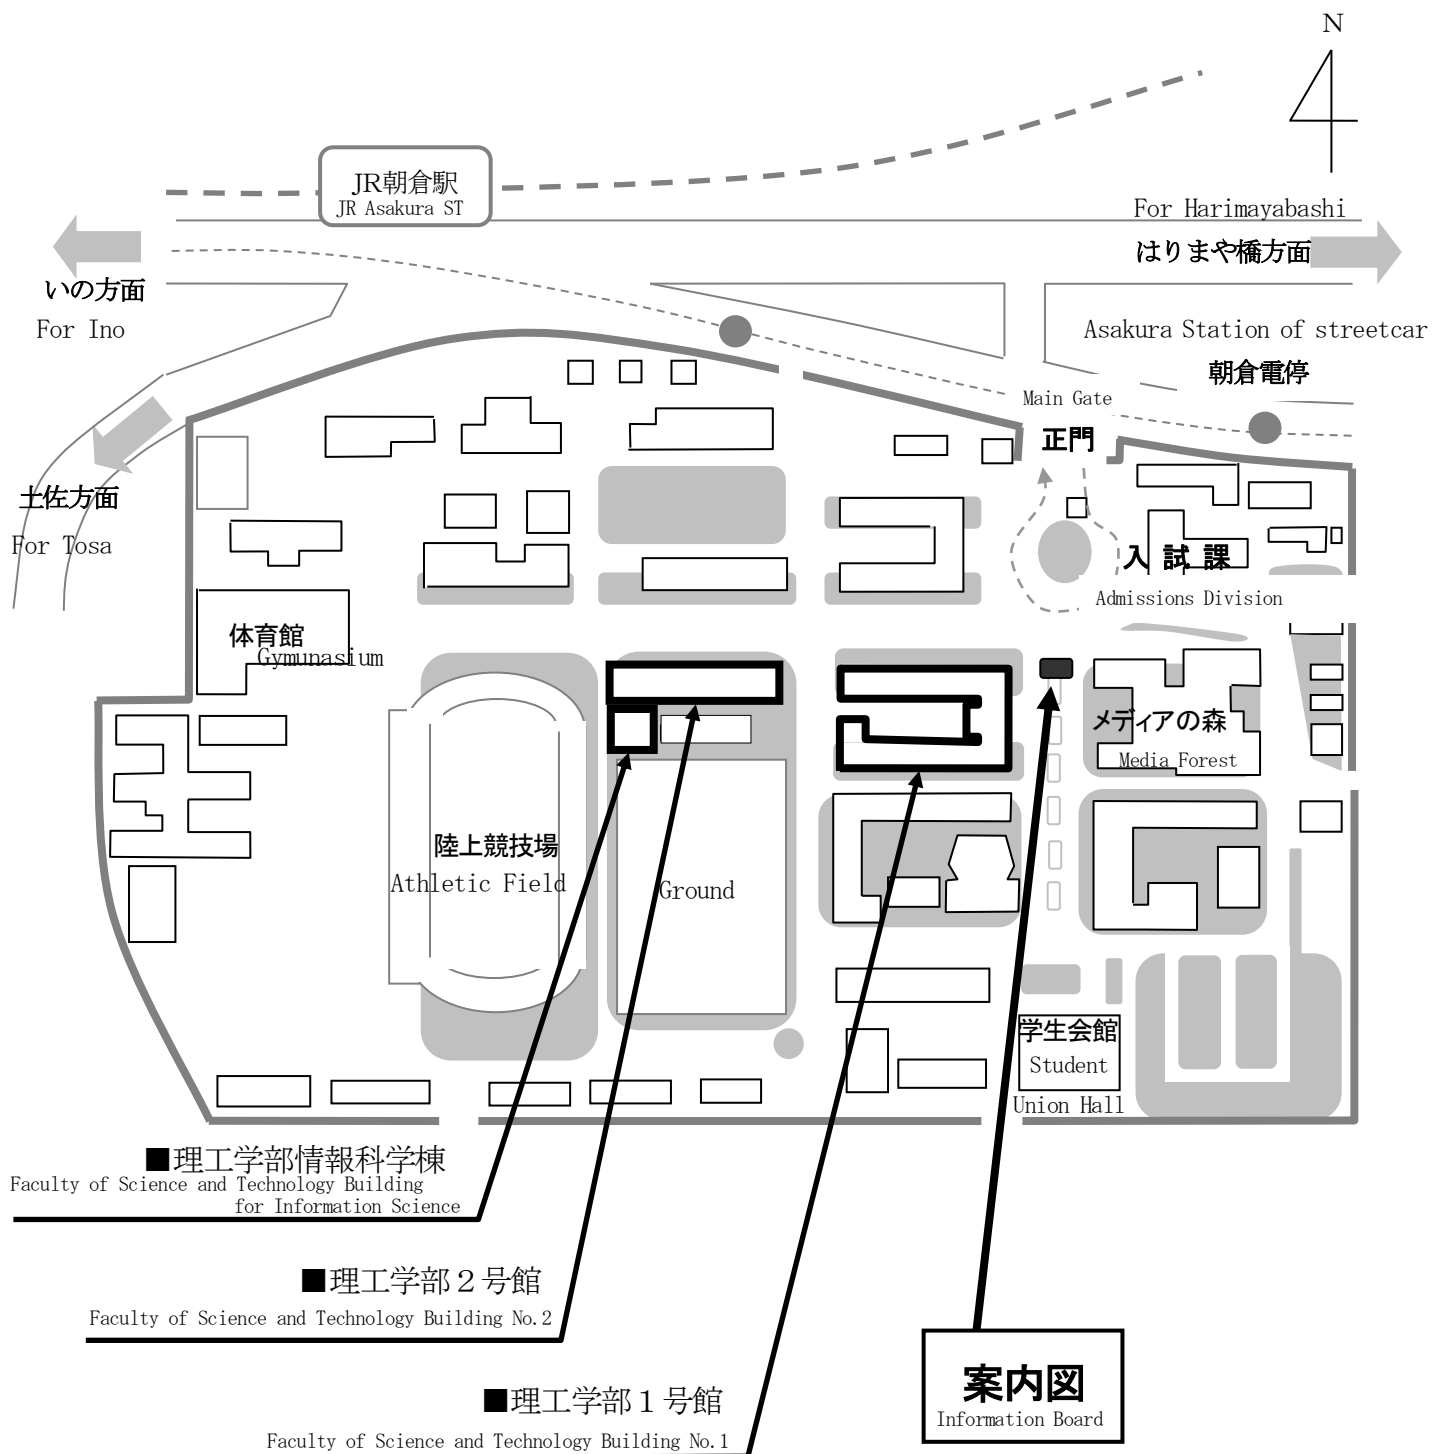 N
JR朝倉駅
JR Asakura ST
For Harimayabashi
はりまや橋方面
いの方面
For Ino
Asakura Station of streetcar
朝倉電停
Main Gate
正門
土佐方面
For Tosa
入 試 課
Admissions Division
体育館
Gymunasium
メディアの森
Media Forest
陸上競技場
Athletic Field
Ground
学生会館
Student
Union Hall
■理工学部情報科学棟
Faculty of Science and Technology Building
for Information Science
■理工学部２号館
Faculty of Science and Technology Building No.2
■理工学部１号館
Faculty of Science and Technology Building No.1
案内図
Information Board